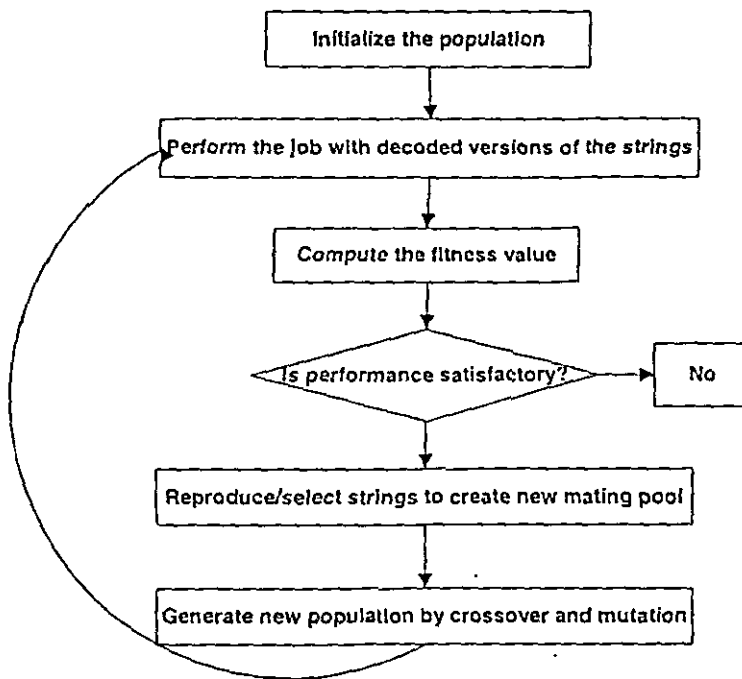 Initialize the population
Perform the job with decoded versions of the strings
Compute the fitness value
Is performance satisfactory?
No
Reproduce/select strings to create new mating pool
Generate new population by crossover and mutation